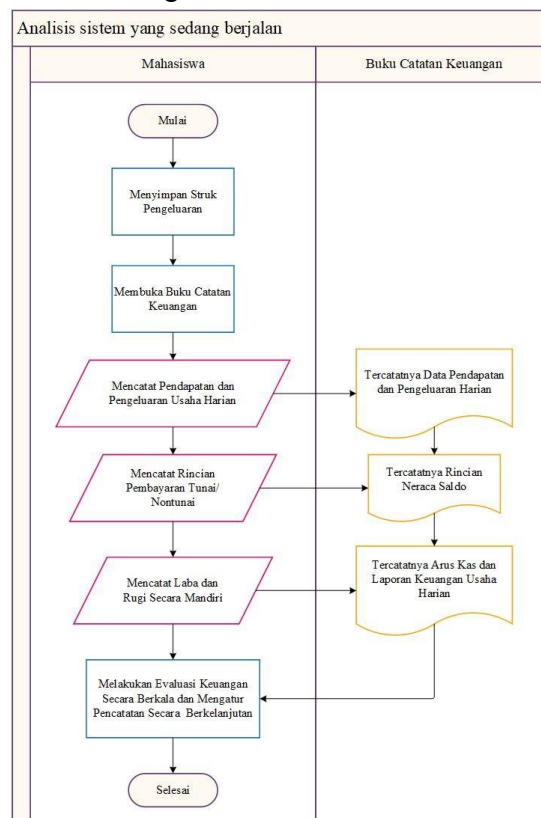 Analisis sistem yang sedang berjalan
Mahasiswa
Buku Catatan Keuangan
Mulai
Menyimpan Struk
Pengeluaran
Membuka Buku Catatan
Keuangan
Mencatat Pendapatan dan
Pengeluaran Usaha Harian
Tercatatnya Data Pendapatan
dan Pengeluaran Harian
Mencatat Rincian
Pembayaran Tunai/
Nontunai
Tercatatnya Rincian
Neraca Saldo
Mencatat Laba dan
Rugi Secara Mandiri
Tercatatnya Arus Kas dan
Laporan Keuangan Usaha
Harian
Melakukan Evaluasi Keuangan
Secara Berkala dan Mengatur
Pencatatan Secara Berkelanjutan
Selesai